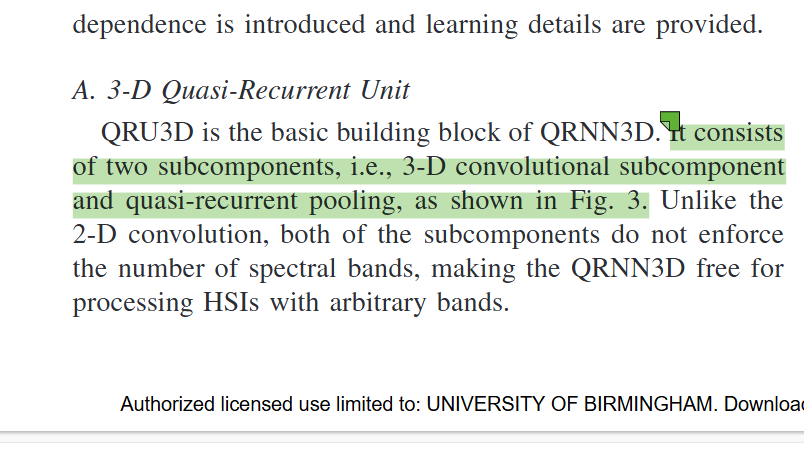 dependence is introduced and learning details are provided.
A. 3-D Quasi-Recurrent Unit
QRU3D is the basic building block of QRNN3D. It consists
of two subcomponents, i.e., 3-D convolutional subcomponent
and quasi-recurrent pooling, as shown in Fig. 3. Unlike the
2-D convolution, both of the subcomponents do not enforce
the number of spectral bands, making the QRNN3D free for
processing HSIs with arbitrary bands.
Authorized licensed use limited to: UNIVERSITY OF BIRMINGHAM. Downloa